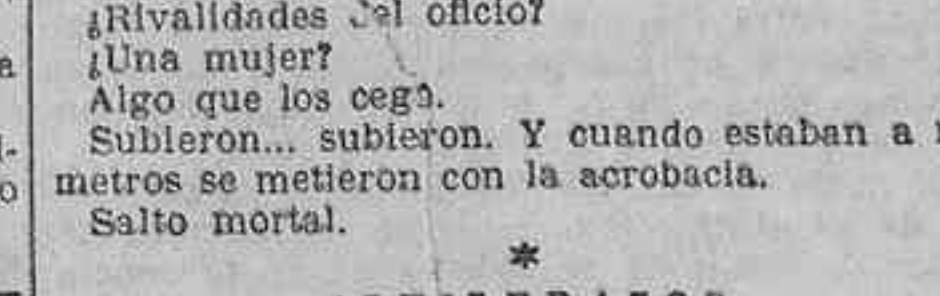 ¿Rivalidades del oficio?
¿Una mujer?
Algo que los cegó.
Subieron... subieron. Y cuando estaban a
metros se metieron con la acrobacia.
Salto mortal.
*